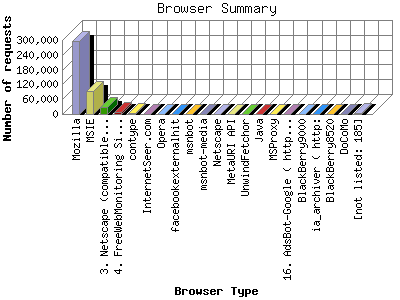 Browser Summary
Number of requests
300,000
240,000
180,000
120,000
60,000
0
Mozilla
MSIE
3. Netscape (compatible...
4. FreeWebMonitoring Si...
contype
InternetSeer.com
Opera
facebookexternalhit
msnbot
msnbot-media
Netscape
MetaURI API
UnwindFetchor
Java
MSProxy
16. AdsBot-Google ( http...
BlackBerry9000
ia_archiver ( http:
BlackBerry8520
DoCoMo
[not listed: 185]
Browser Type